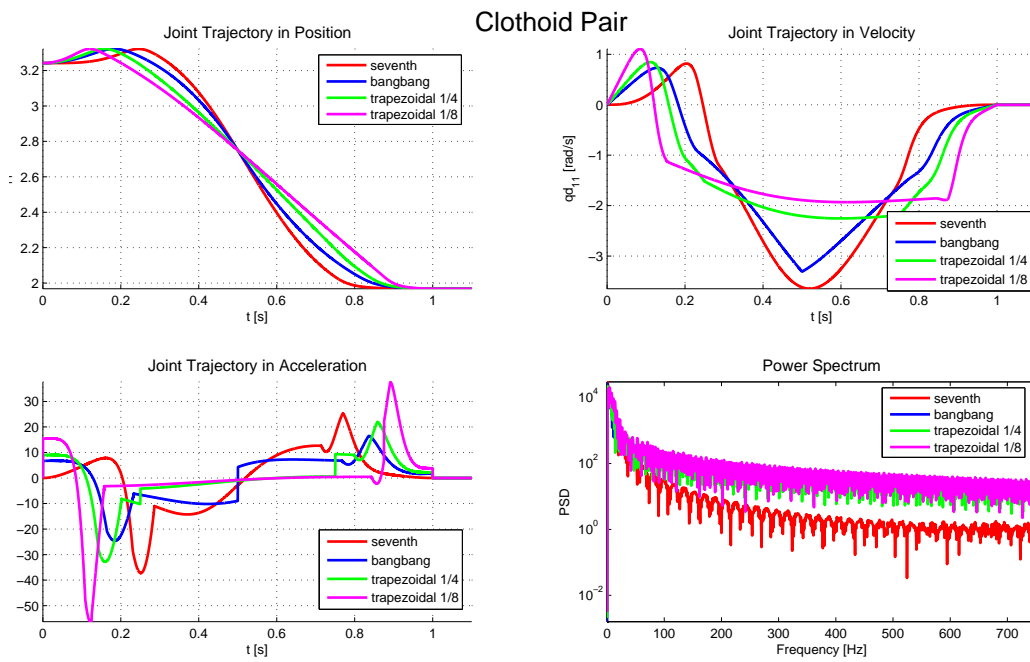 Clothoid Pair
Joint Trajectory in Position
3.2
3
2.8
2.6
2.4
2.2
2
0
0.2
0.4
0.6
0.8
1
t [s]
seventh
bangbang
trapezoidal 1/4
trapezoidal 1/8
Joint Trajectory in Velocity
qd11 [rad/s]
1
0
−1
−2
−3
0
0.2
0.4
0.6
0.8
1
t [s]
seventh
bangbang
trapezoidal 1/4
trapezoidal 1/8
Joint Trajectory in Acceleration
30
20
10
0
−10
−20
−30
−40
−50
0
0.2
0.4
0.6
0.8
1
t [s]
seventh
bangbang
trapezoidal 1/4
trapezoidal 1/8
Power Spectrum
PSD
10^4
10^2
10^0
10^−2
0
100
200
300
400
500
600
700
Frequency [Hz]
seventh
bangbang
trapezoidal 1/4
trapezoidal 1/8